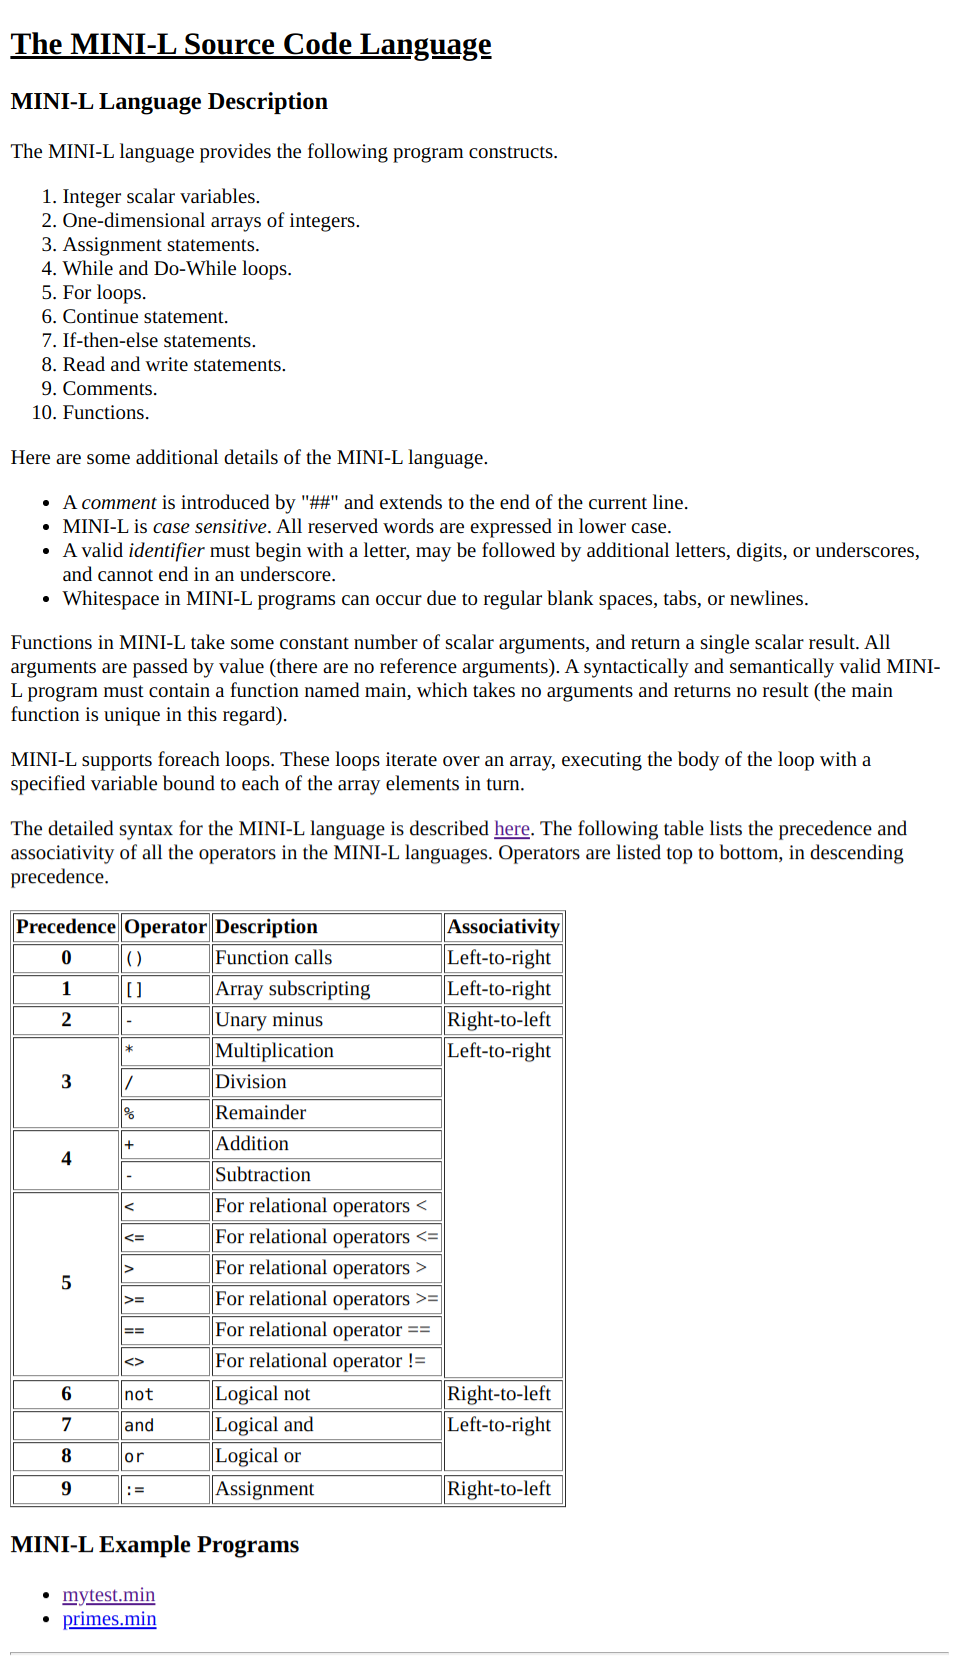 The MINI-L Source Code Language
MINI-L Language Description
The MINI-L language provides the following program constructs.
1. Integer scalar variables.
2. One-dimensional arrays of integers.
3. Assignment statements.
4. While and Do-While loops.
5. For loops.
6. Continue statement.
7. If-then-else statements.
8. Read and write statements.
9. Comments.
10. Functions.
Here are some additional details of the MINI-L language.
• A comment is introduced by "##" and extends to the end of the current line.
• MINI-L is case sensitive. All reserved words are expressed in lower case.
• A valid identifier must begin with a letter, may be followed by additional letters, digits, or underscores,
and cannot end in an underscore.
• Whitespace in MINI-L programs can occur due to regular blank spaces, tabs, or newlines.
Functions in MINI-L take some constant number of scalar arguments, and return a single scalar result. All
arguments are passed by value (there are no reference arguments). A syntactically and semantically valid MINI-
L program must contain a function named main, which takes no arguments and returns no result (the main
function is unique in this regard).
MINI-L supports foreach loops. These loops iterate over an array, executing the body of the loop with a
specified variable bound to each of the array elements in turn.
The detailed syntax for the MINI-L language is described here. The following table lists the precedence and
associativity of all the operators in the MINI-L languages. Operators are listed top to bottom, in descending
precedence.
Precedence Operator Description Associativity
0 () Function calls Left-to-right
1 [] Array subscripting Left-to-right
2 - Unary minus Right-to-left
* Multiplication Left-to-right
3 / Division
% Remainder
4 + Addition
- Subtraction
< For relational operators <
<= For relational operators <=
> For relational operators >
5 >= For relational operators >=
== For relational operator ==
<> For relational operator !=
6 not Logical not Right-to-left
7 and Logical and Left-to-right
8 or Logical or
9 := Assignment Right-to-left
MINI-L Example Programs
• mytest.min
• primes.min